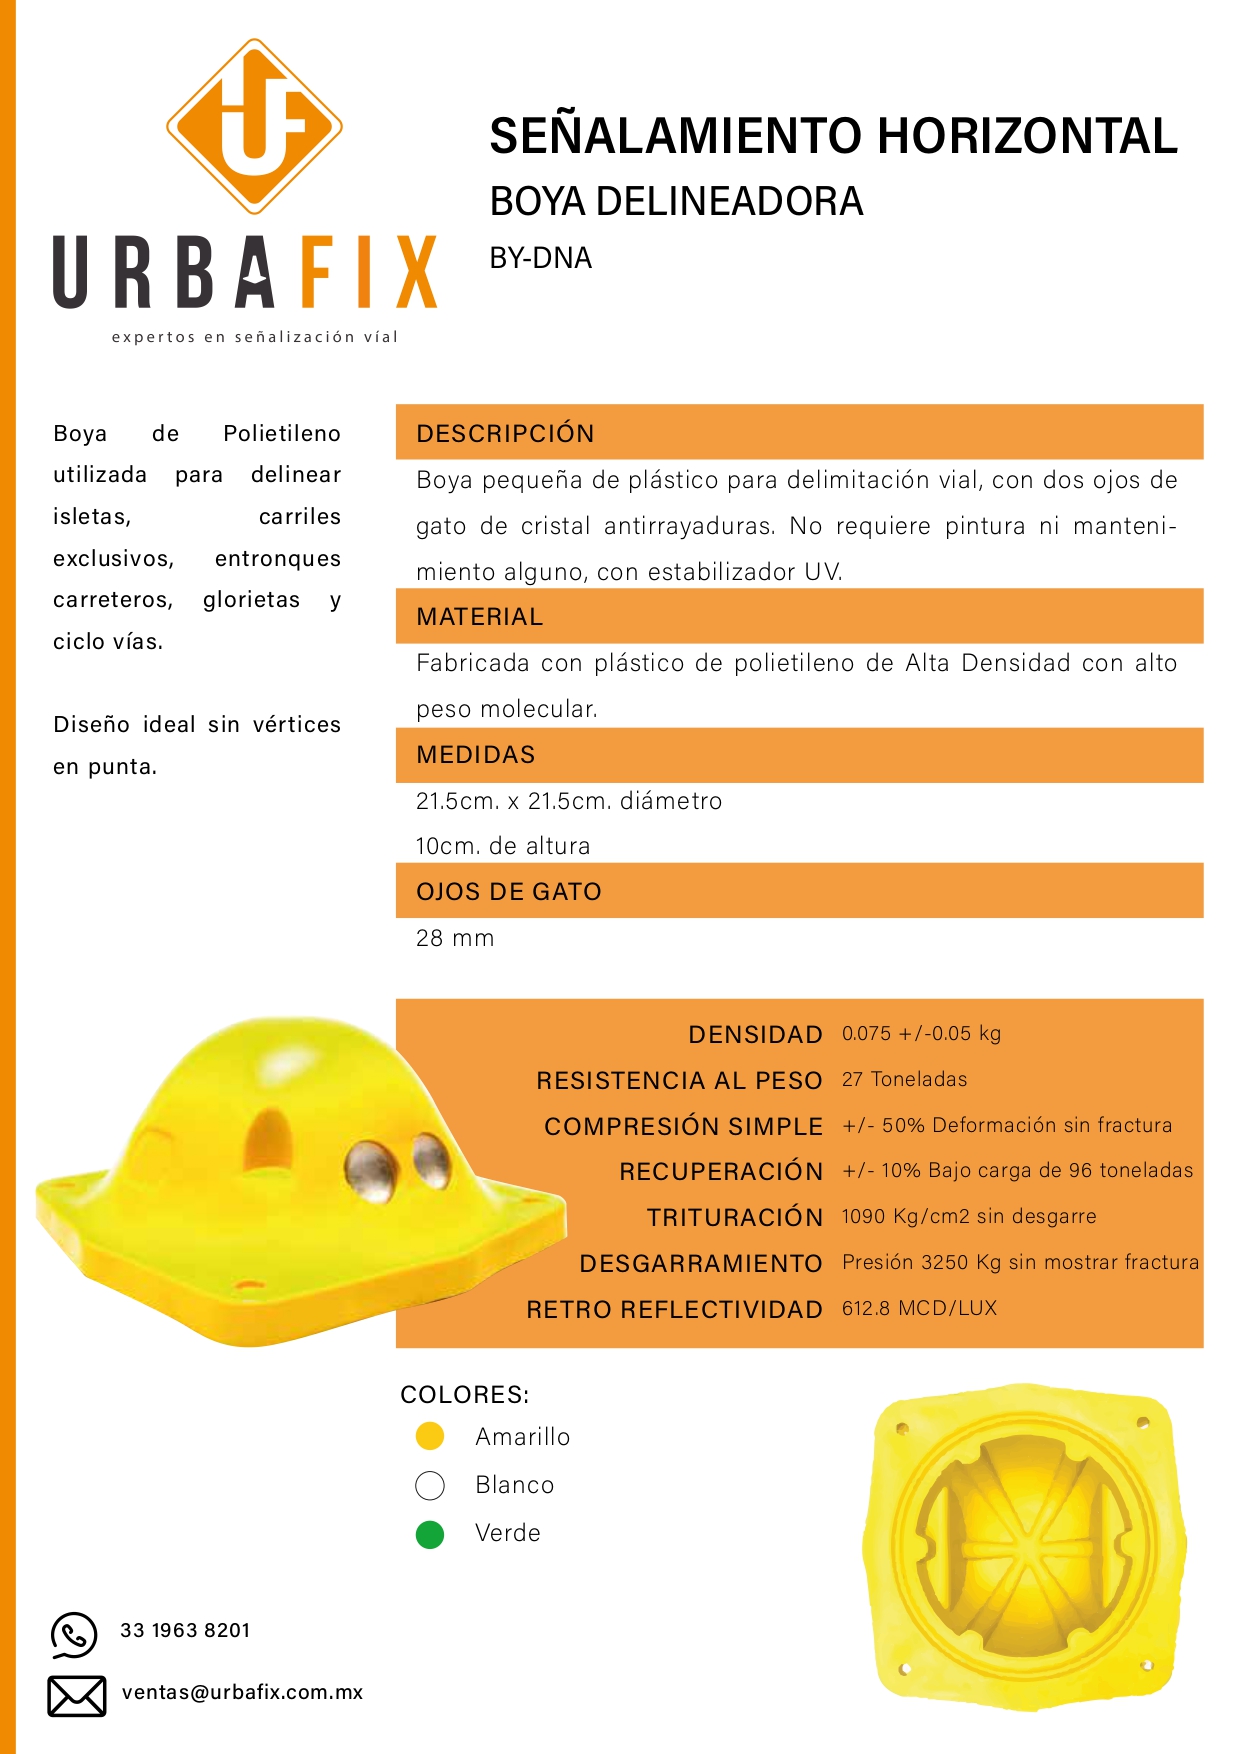 UF
URBAFIX
expertos en señalización víal
SEÑALAMIENTO HORIZONTAL
BOYA DELINEADORA
BY-DNA
Boya de Polietileno
utilizada para delinear
isletas, carriles
exclusivos, entronques
carreteros, glorietas y
ciclo vías.
Diseño ideal sin vértices
en punta.
DESCRIPCIÓN
Boya pequeña de plástico para delimitación vial, con dos ojos de
gato de cristal antirrayaduras. No requiere pintura ni manteni-
miento alguno, con estabilizador UV.
MATERIAL
Fabricada con plástico de polietileno de Alta Densidad con alto
peso molecular.
MEDIDAS
21.5cm. x 21.5cm. diámetro
10cm. de altura
OJOS DE GATO
28 mm
DENSIDAD 0.075 +/-0.05 kg
RESISTENCIA AL PESO 27 Toneladas
COMPRESIÓN SIMPLE +/- 50% Deformación sin fractura
RECUPERACIÓN +/- 10% Bajo carga de 96 toneladas
TRITURACIÓN 1090 Kg/cm2 sin desgarre
DESGARRAMIENTO Presión 3250 Kg sin mostrar fractura
RETRO REFLECTIVIDAD 612.8 MCD/LUX
COLORES:
Amarillo
Blanco
Verde
33 1963 8201
ventas@urbafix.com.mx